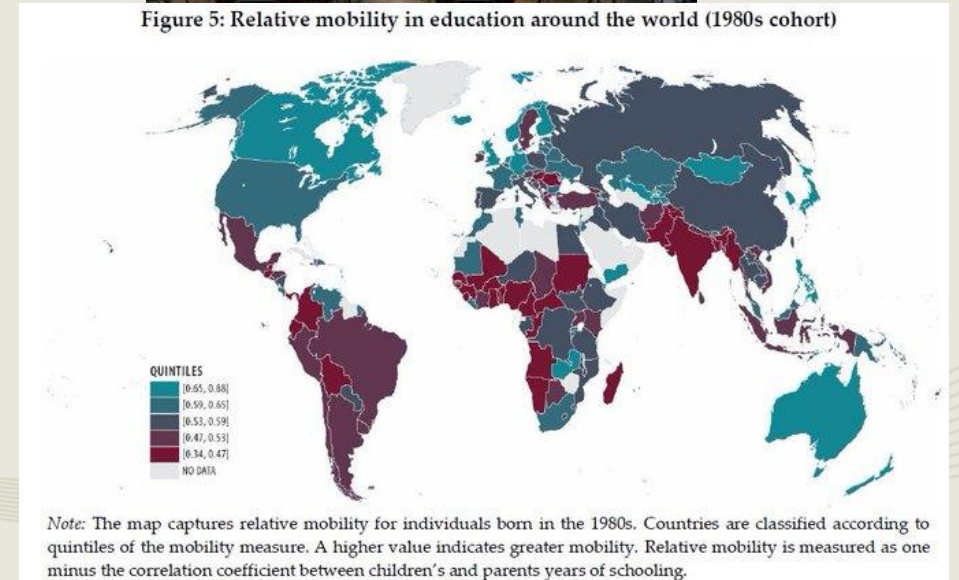 Figure 5: Relative mobility in education around the world (1980s cohort)
QUINTILES
[0.65, 0.88]
[0.59, 0.65]
[0.53, 0.59]
[0.47, 0.53]
[0.34, 0.47]
NO DATA
Note: The map captures relative mobility for individuals born in the 1980s. Countries are classified according to
quintiles of the mobility measure. A higher value indicates greater mobility. Relative mobility is measured as one
minus the correlation coefficient between children's and parents years of schooling.